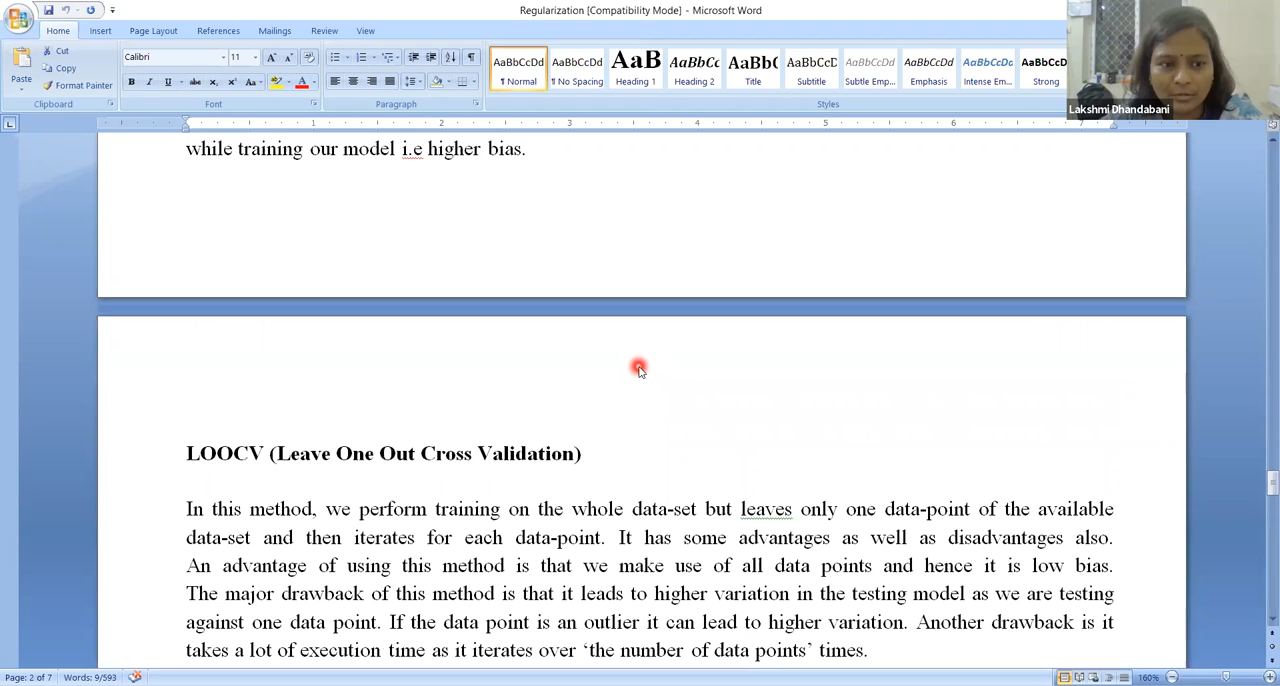 Regularization [Compatibility Mode] - Microsoft Word
Home Insert Page Layout References Mailings Review View
Paste
Cut
Copy
Format Painter
Clipboard
Calibri 11
Font
Paragraph
AaBbCcDd AaBbCcDd AaB AaBbCc AaBb( AaBbCcD AaBbCcDd AaBbCcDd AaBbCcDd AaBbCcD
¶ Normal ¶ No Spacing Heading 1 Heading 2 Title Subtitle Subtle Emp... Emphasis Intense Em... Strong
Styles
Lakshmi Dhandabani
1 2 3 4 5 6 7
while training our model i.e higher bias.
LOOCV (Leave One Out Cross Validation)
In this method, we perform training on the whole data-set but leaves only one data-point of the available
data-set and then iterates for each data-point. It has some advantages as well as disadvantages also.
An advantage of using this method is that we make use of all data points and hence it is low bias.
The major drawback of this method is that it leads to higher variation in the testing model as we are testing
against one data point. If the data point is an outlier it can lead to higher variation. Another drawback is it
takes a lot of execution time as it iterates over ‘the number of data points’ times.
Page: 2 of 7 Words: 9/593 160%